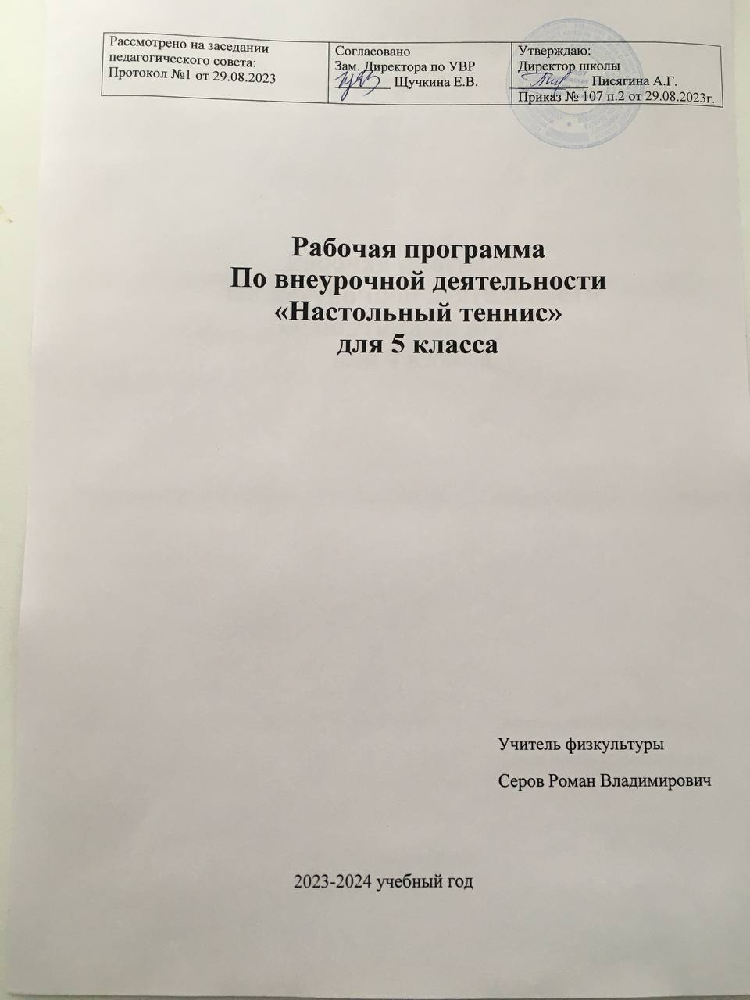 Рассмотрено на заседании
педагогического совета:
Протокол №1 от 29.08.2023
Согласовано
Зам. Директора по УВР
Щучкина Е.В.
Утверждаю:
Директор школы
Писягина А.Г.
Приказ № 107 п.2 от 29.08.2023г.
Рабочая программа
По внеурочной деятельности
«Настольный теннис»
для 5 класса
Учитель физкультуры
Серов Роман Владимирович
2023-2024 учебный год